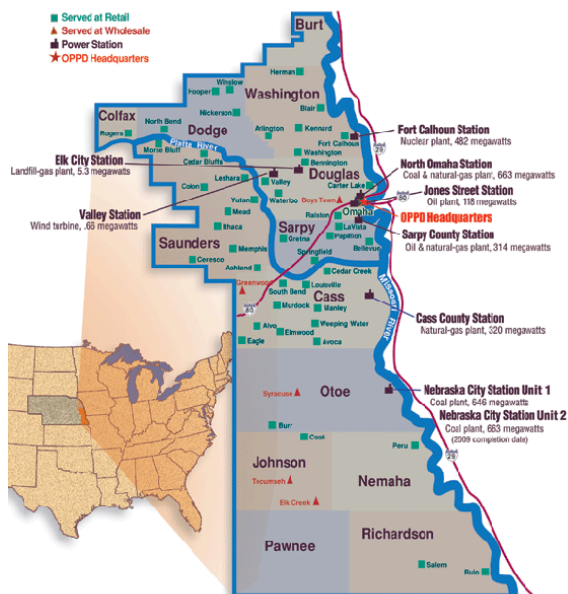 Served at Retail
Served at Wholesale
Power Station
OPPD Headquarters
Burt
Herman
Winslow
Hooper
Washington
Blair
Nickerson
Colfax
North Bend
Dodge
Arlington
Kennard
Fort Calhoun
Rogers
Platte River
Morse Bluff
Washington
Cedar Bluffs
Bennington
29
Fort Calhoun Station
Nuclear plant, 482 megawatts
Elk City Station
Landfill-gas plant, 5.3 megawatts
Douglas
North Omaha Station
Coal & natural-gas plant, 663 megawatts
Leshara
Valley
Carter Lake
Colon
Yutan
Waterloo
Boys Town
80
Jones Street Station
Oil plant, 118 megawatts
Valley Station
Wind turbine, .66 megawatts
Mead
Omaha
Ralston
OPPD Headquarters
Ithaca
Sarpy
LaVista
Papillion
Sarpy County Station
Oil & natural-gas plant, 314 megawatts
Gretna
Bellevue
Saunders
Memphis
Springfield
Ceresco
Ashland
Cedar Creek
Greenwood
South Bend
Louisville
Missouri River
Cass
Murdock
Manley
80
Cass County Station
Natural-gas plant, 320 megawatts
Alvo
Weeping Water
Elmwood
Eagle
Avoca
Otoe
Nebraska City Station Unit 1
Coal plant, 646 megawatts
Syracuse
Nebraska City Station Unit 2
Coal plant, 663 megawatts
(2009 completion date)
Burr
Cook
Peru
29
Johnson
Nemaha
Tecumseh
Elk Creek
Richardson
Pawnee
Salem
Rulo